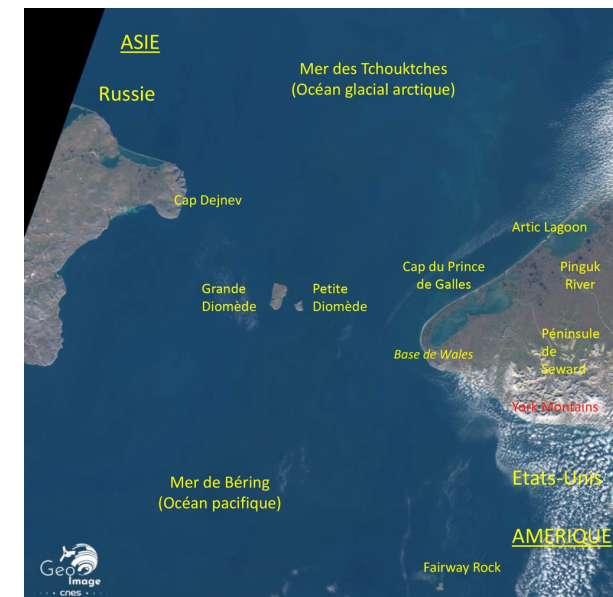 ASIE
Russie
Mer des Tchouktches
(Océan glacial arctique)
Cap Dejnev
Artic Lagoon
Cap du Prince
de Galles
Pinguk
River
Grande
Diomède
Petite
Diomède
Péninsule
de
Seward
Base de Wales
York Montains
Mer de Béring
(Océan pacifique)
Etats-Unis
AMERIQUE
Fairway Rock
Geo
Image
cnes